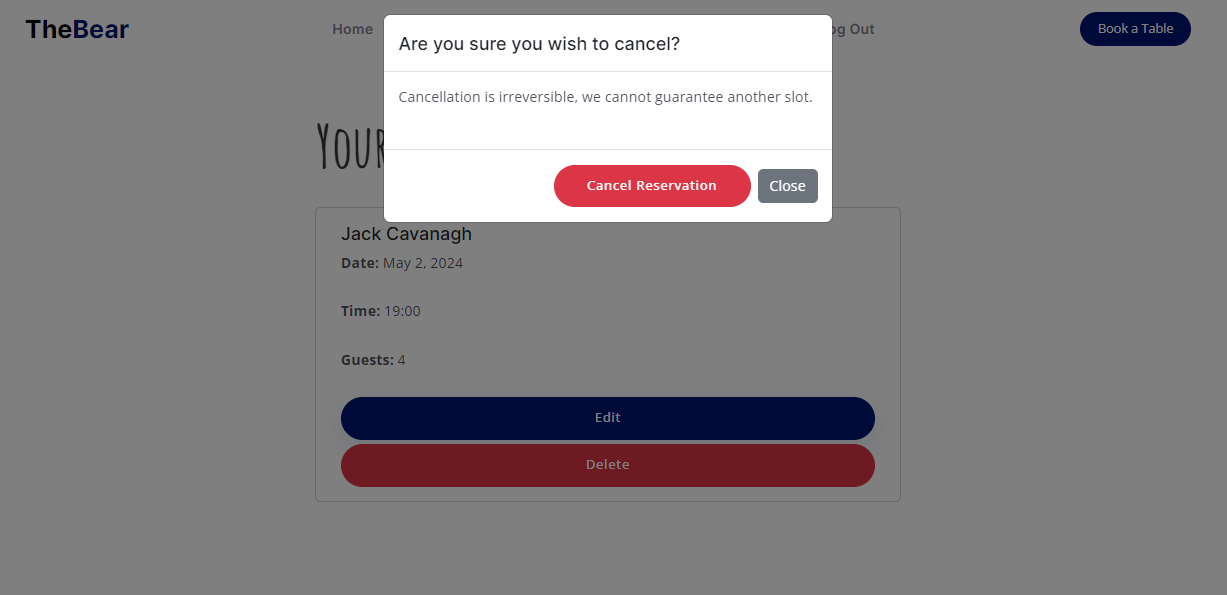 TheBear
Home
Log Out
Book a Table
Are you sure you wish to cancel?
Cancellation is irreversible, we cannot guarantee another slot.
Cancel Reservation
Close
Your
Jack Cavanagh
Date: May 2, 2024
Time: 19:00
Guests: 4
Edit
Delete